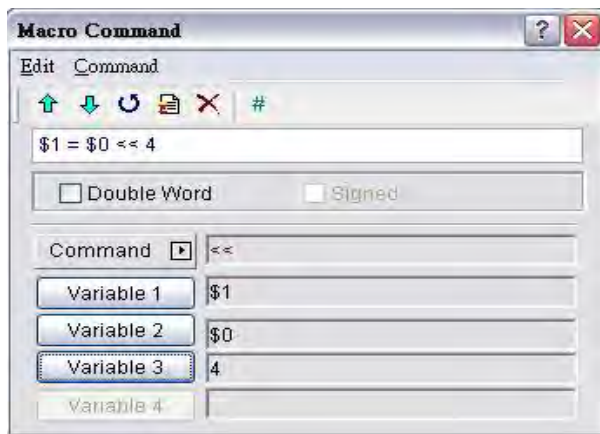 Macro Command
Edit Command
#
$1 = $0 << 4
Double Word Signed
Command <<
Variable 1 $1
Variable 2 $0
Variable 3 4
Variable 4